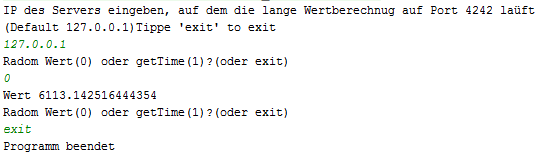 IP des Servers eingeben, auf dem die lange Wertberechnug auf Port 4242 laüft
(Default 127.0.0.1)Tippe 'exit' to exit
127.0.0.1
Radom Wert(0) oder getTime(1)?(oder exit)
0
Wert 6113.142516444354
Radom Wert(0) oder getTime(1)?(oder exit)
exit
Programm beendet